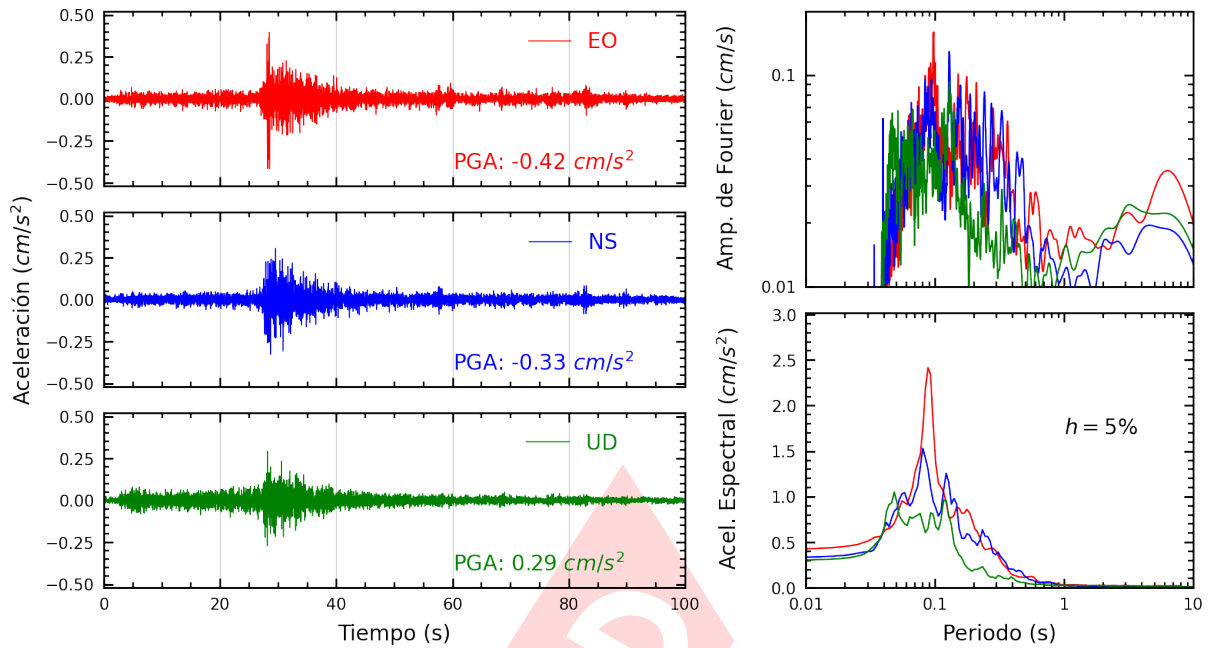 Aceleración (cm/s²)
0.50
0.25
0.00
−0.25
−0.50
EO
PGA: -0.42 cm/s²
0.50
0.25
0.00
−0.25
−0.50
NS
PGA: -0.33 cm/s²
0.50
0.25
0.00
−0.25
−0.50
UD
PGA: 0.29 cm/s²
0 20 40 60 80 100
Tiempo (s)
Amp. de Fourier (cm/s)
0.1
0.01
Acel. Espectral (cm/s²)
3.0
2.5
2.0
1.5
1.0
0.5
0.0
h = 5%
0.01 0.1 1 10
Periodo (s)